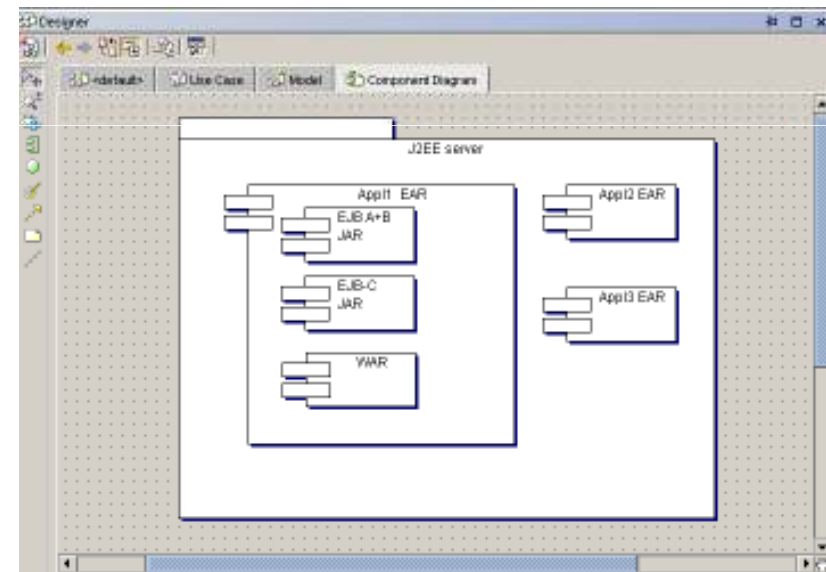 Designer
<default>
Use Case
Model
Component Diagram
J2EE server
Appl1 EAR
EJB A+B
JAR
EJB-C
JAR
WAR
Appl2 EAR
Appl3 EAR